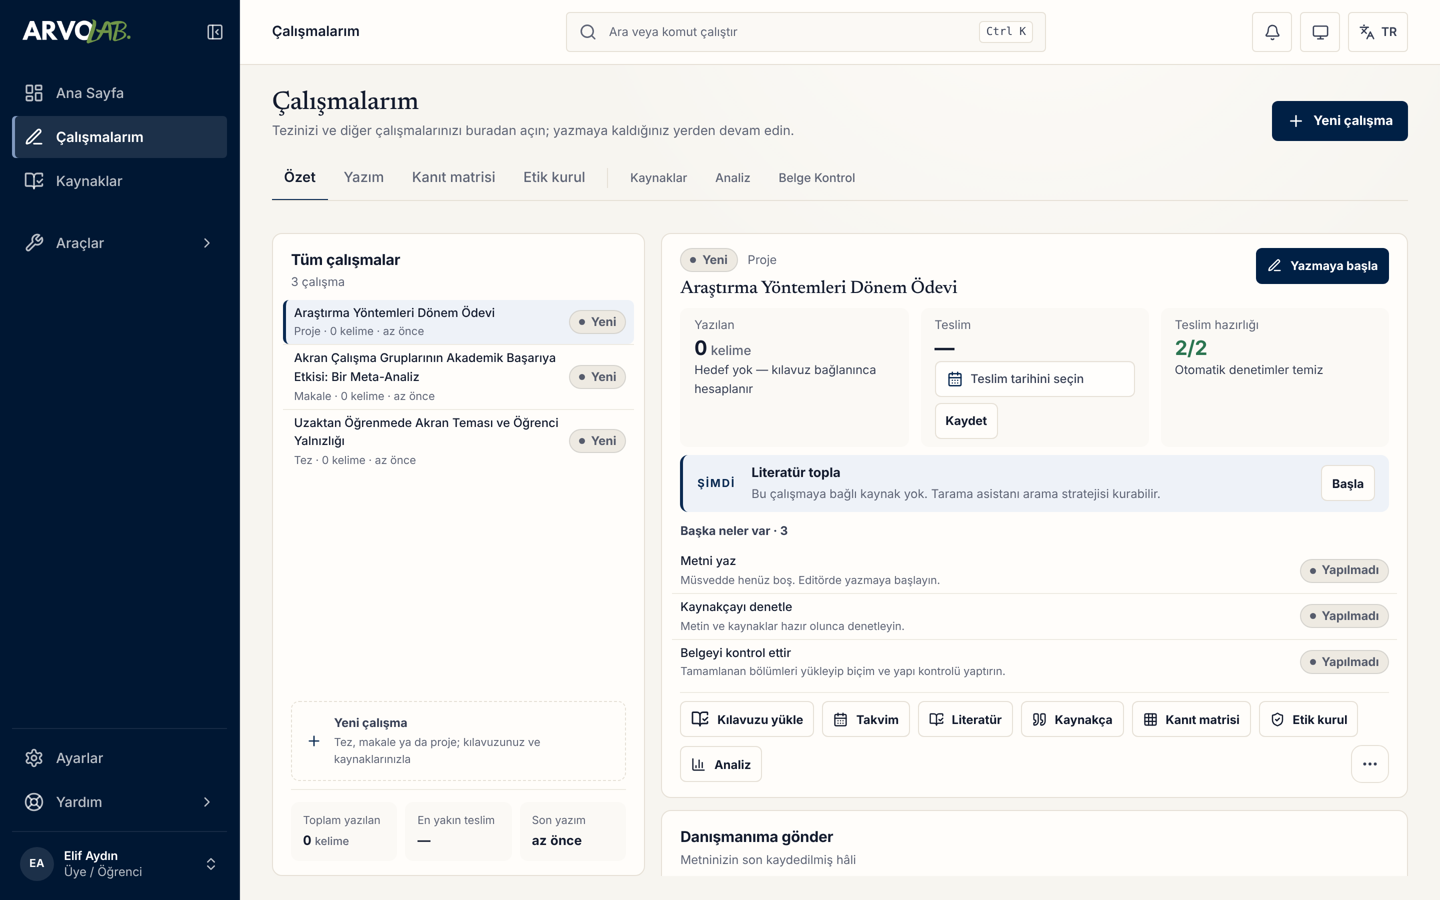 ARVOLAB.
Ana Sayfa
Çalışmalarım
Kaynaklar
Araçlar
Ayarlar
Yardım
EA
Elif Aydın
Üye / Öğrenci
Çalışmalarım
Ara veya komut çalıştır
Ctrl K
TR
Çalışmalarım
Tezinizi ve diğer çalışmalarınızı buradan açın; yazmaya kaldığınız yerden devam edin.
Yeni çalışma
Özet
Yazım
Kanıt matrisi
Etik kurul
Kaynaklar
Analiz
Belge Kontrol
Tüm çalışmalar
3 çalışma
Araştırma Yöntemleri Dönem Ödevi
Proje · 0 kelime · az önce
Yeni
Akran Çalışma Gruplarının Akademik Başarıya
Etkisi: Bir Meta-Analiz
Makale · 0 kelime · az önce
Yeni
Uzaktan Öğrenmede Akran Teması ve Öğrenci
Yalnızlığı
Tez · 0 kelime · az önce
Yeni
Yeni çalışma
Tez, makale ya da proje; kılavuzunuz ve
kaynaklarınızla
Toplam yazılan
0 kelime
En yakın teslim
—
Son yazım
az önce
Yeni
Proje
Araştırma Yöntemleri Dönem Ödevi
Yazmaya başla
Yazılan
0 kelime
Hedef yok — kılavuz bağlanınca
hesaplanır
Teslim
—
Teslim tarihini seçin
Kaydet
Teslim hazırlığı
2/2
Otomatik denetimler temiz
ŞİMDİ
Literatür topla
Bu çalışmaya bağlı kaynak yok. Tarama asistanı arama stratejisi kurabilir.
Başla
Başka neler var · 3
Metni yaz
Müsvedde henüz boş. Editörde yazmaya başlayın.
Yapılmadı
Kaynakçayı denetle
Metin ve kaynaklar hazır olunca denetleyin.
Yapılmadı
Belgeyi kontrol ettir
Tamamlanan bölümleri yükleyip biçim ve yapı kontrolü yaptırın.
Yapılmadı
Kılavuzu yükle
Takvim
Literatür
Kaynakça
Kanıt matrisi
Etik kurul
Analiz
Danışmanıma gönder
Metninizin son kaydedilmiş hâli